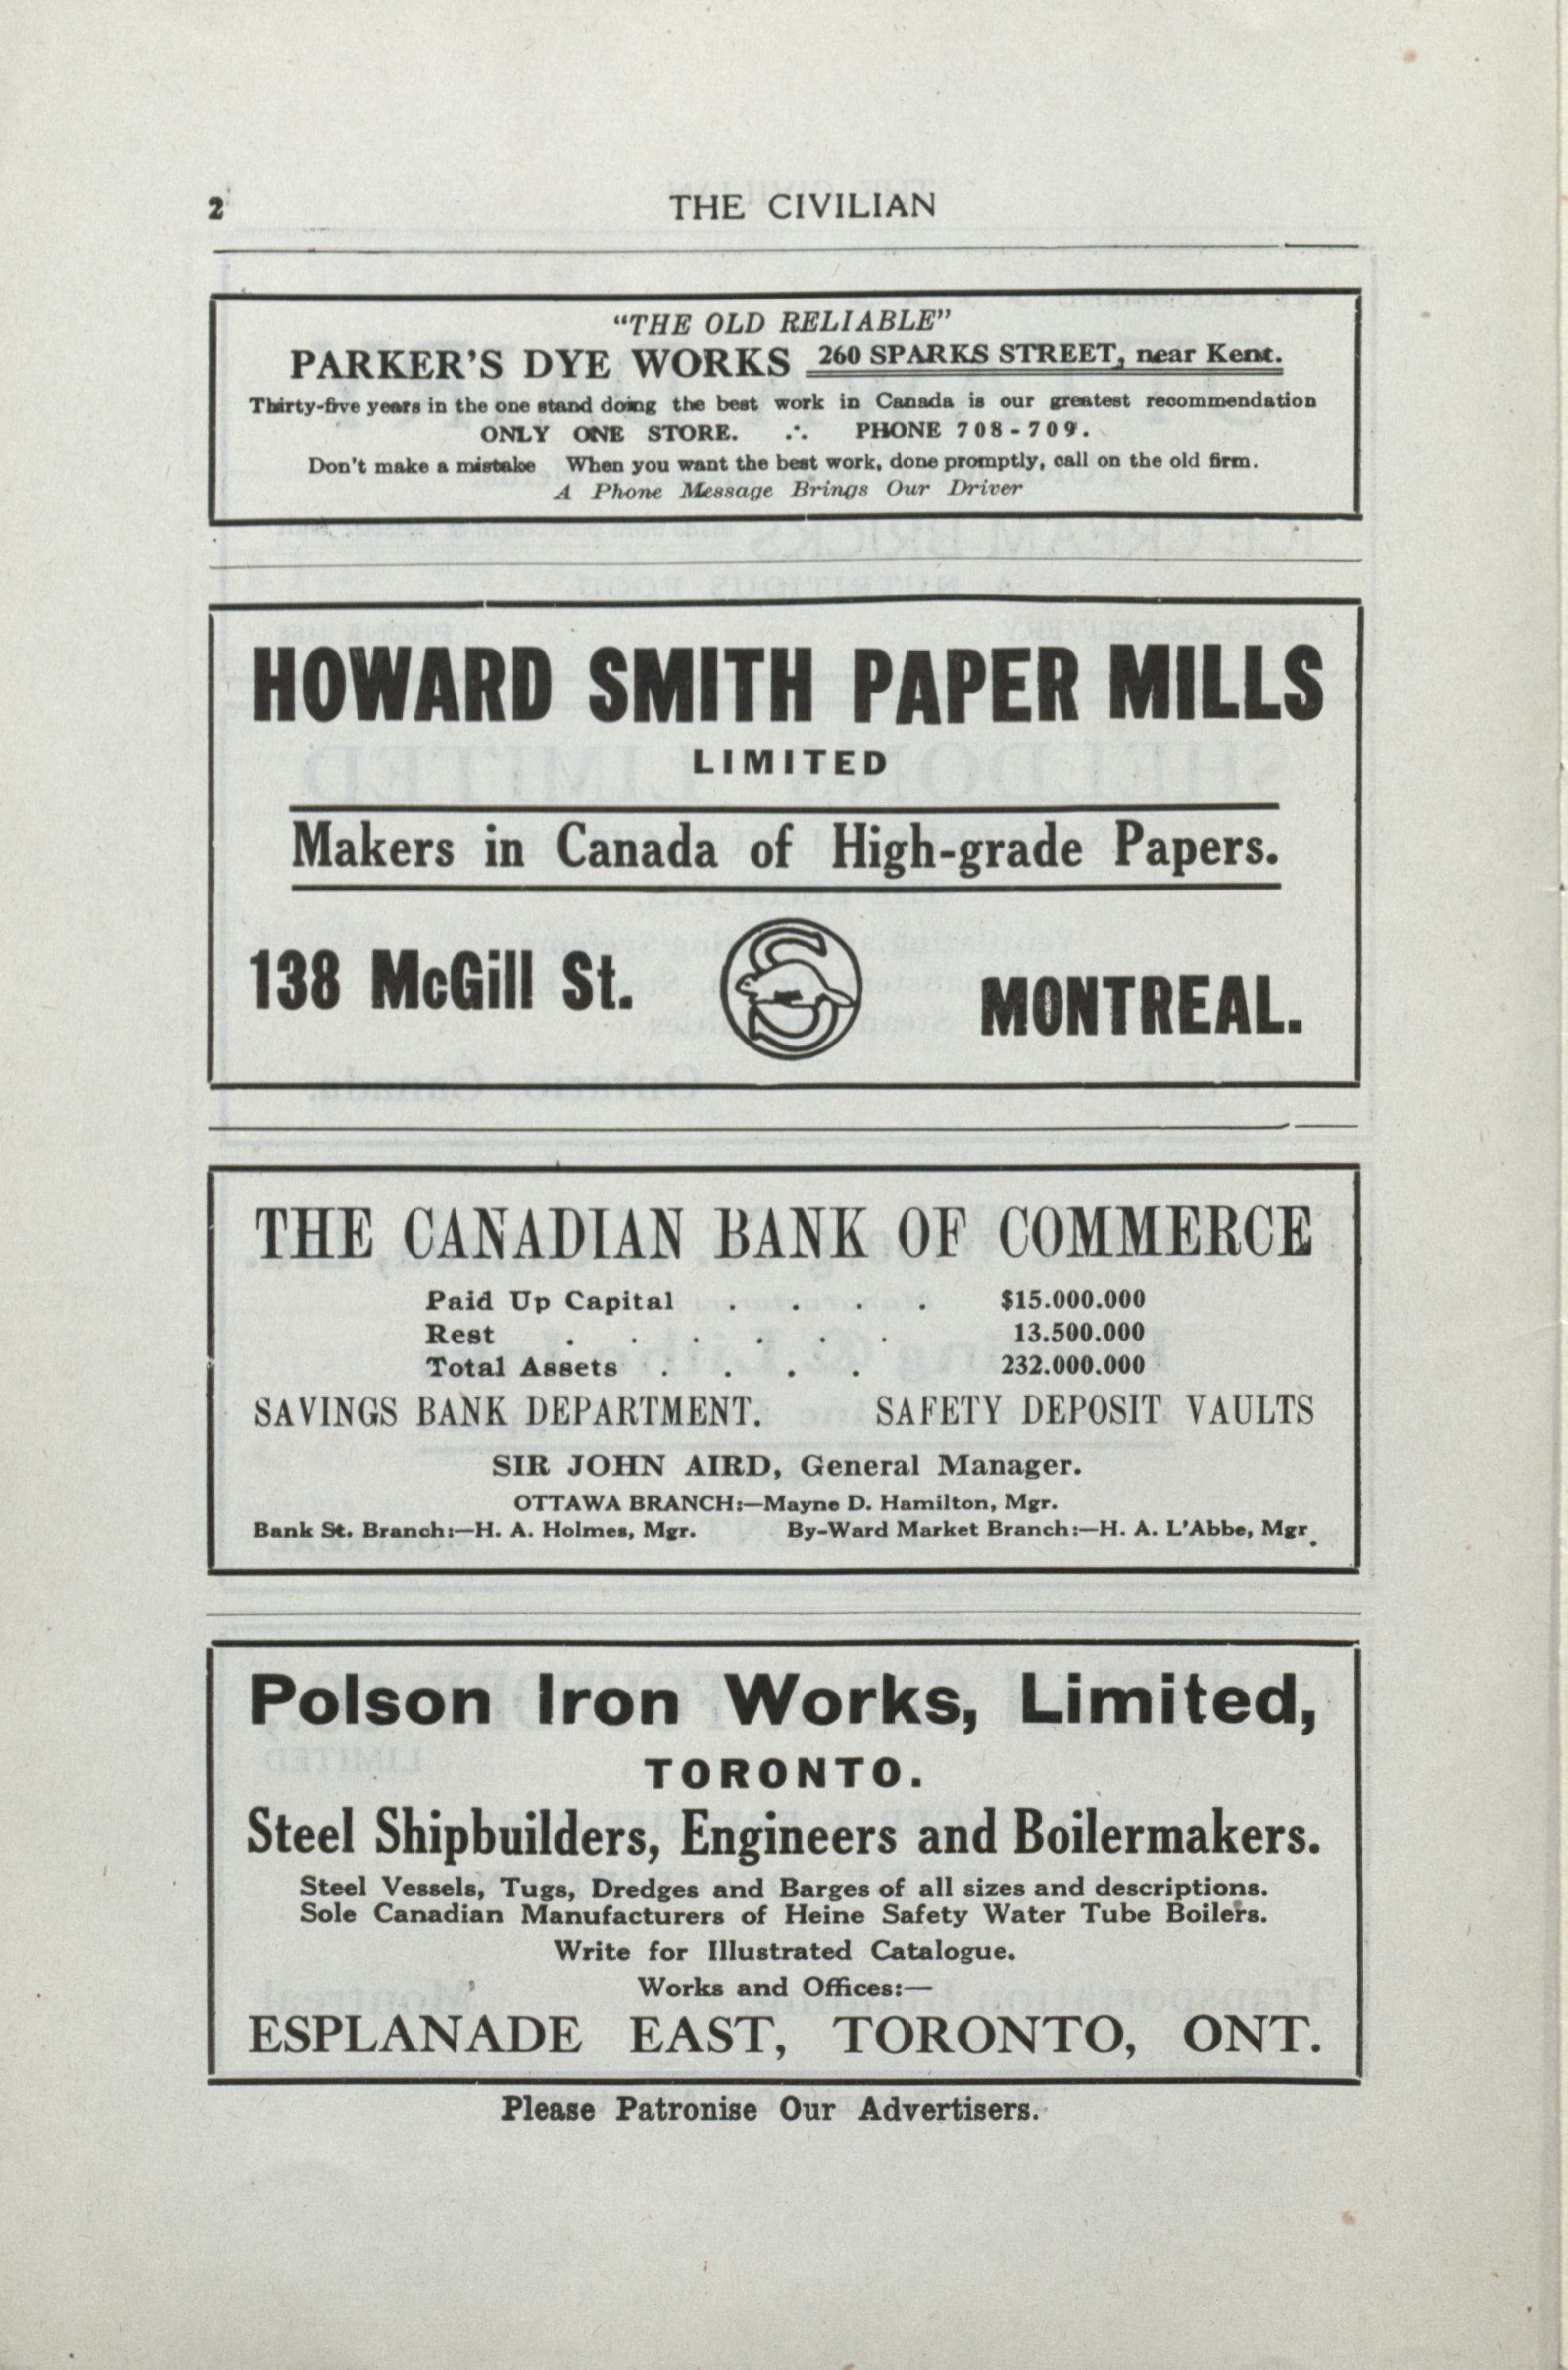 2
THE CIVILIAN
"THE OLD RELIABLE"
PARKER'S DYE WORKS 260 SPARKS STREET, near Kent.
Thirty-five years in the one stand doing the best work in Canada is our greatest recommendation
ONLY ONE STORE. ∴ PHONE 708-709.
Don't make a mistake When you want the best work, done promptly, call on the old firm.
A Phone Message Brings Our Driver
HOWARD SMITH PAPER MILLS
LIMITED
Makers in Canada of High-grade Papers.
138 McGill St.
MONTREAL.
THE CANADIAN BANK OF COMMERCE
Paid Up Capital . . . . $15.000.000
Rest . . . . . . 13.500.000
Total Assets . . . . 232.000.000
SAVINGS BANK DEPARTMENT. SAFETY DEPOSIT VAULTS
SIR JOHN AIRD, General Manager.
OTTAWA BRANCH:—Mayne D. Hamilton, Mgr.
Bank St. Branch:—H. A. Holmes, Mgr. By-Ward Market Branch:—H. A. L'Abbe, Mgr.
Polson Iron Works, Limited,
TORONTO.
Steel Shipbuilders, Engineers and Boilermakers.
Steel Vessels, Tugs, Dredges and Barges of all sizes and descriptions.
Sole Canadian Manufacturers of Heine Safety Water Tube Boilers.
Write for Illustrated Catalogue.
Works and Offices:—
ESPLANADE EAST, TORONTO, ONT.
Please Patronise Our Advertisers.